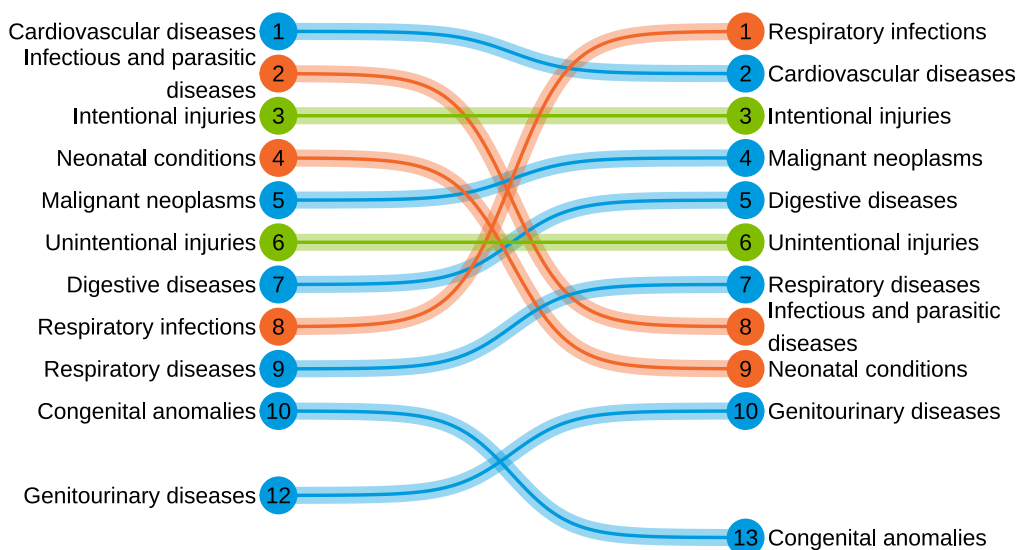 Cardiovascular diseases 1
Infectious and parasitic
diseases 2
Intentional injuries 3
Neonatal conditions 4
Malignant neoplasms 5
Unintentional injuries 6
Digestive diseases 7
Respiratory infections 8
Respiratory diseases 9
Congenital anomalies 10
Genitourinary diseases 12
1 Respiratory infections
2 Cardiovascular diseases
3 Intentional injuries
4 Malignant neoplasms
5 Digestive diseases
6 Unintentional injuries
7 Respiratory diseases
8 Infectious and parasitic
diseases
9 Neonatal conditions
10 Genitourinary diseases
13 Congenital anomalies